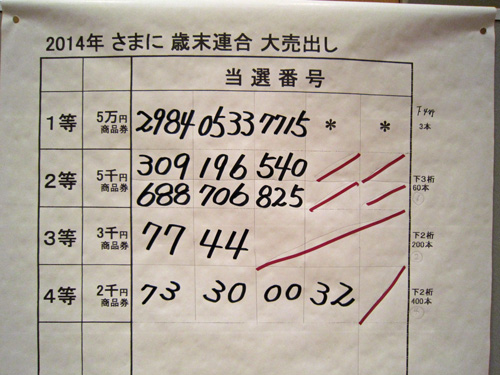 2014年 さまに 歳末連合 大売出し
当選番号
1等 5万円 商品券 2984 0533 7715 * * 3本
2等 5千円 商品券 309 196 540 下3桁
688 706 825 60本
3等 3千円 商品券 77 44 下2桁 200本
4等 2千円 商品券 73 30 00 32 下2桁 400本